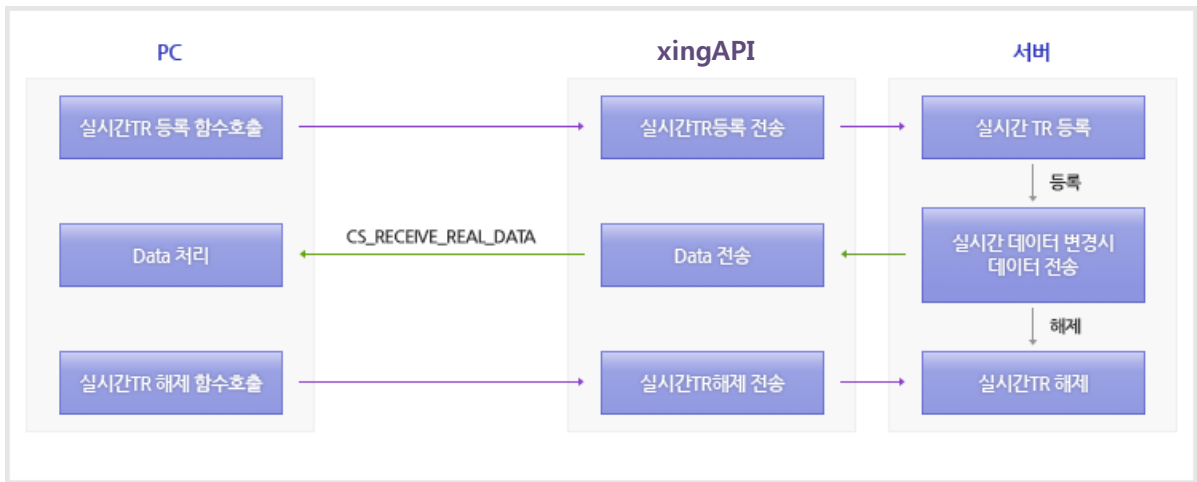 PC
xingAPI
서버
실시간TR 등록 함수호출
실시간TR등록 전송
실시간 TR 등록
등록
CS_RECEIVE_REAL_DATA
Data 처리
Data 전송
실시간 데이터 변경시
데이터 전송
해제
실시간TR 해제 함수호출
실시간TR해제 전송
실시간TR 해제